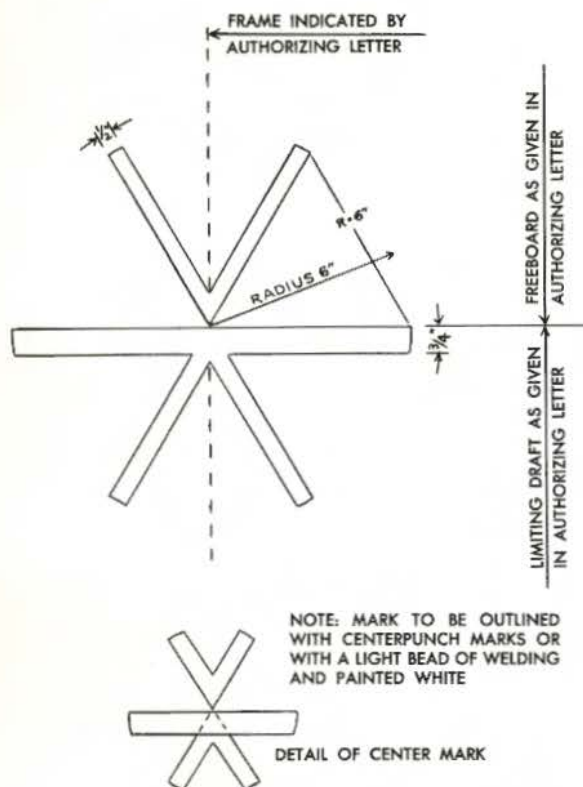 FRAME INDICATED BY
AUTHORIZING LETTER
1/2"
R=6"
RADIUS 6"
3/4"
FREEBOARD AS GIVEN IN
AUTHORIZING LETTER
LIMITING DRAFT AS GIVEN
IN AUTHORIZING LETTER
NOTE: MARK TO BE OUTLINED
WITH CENTERPUNCH MARKS OR
WITH A LIGHT BEAD OF WELDING
AND PAINTED WHITE
DETAIL OF CENTER MARK